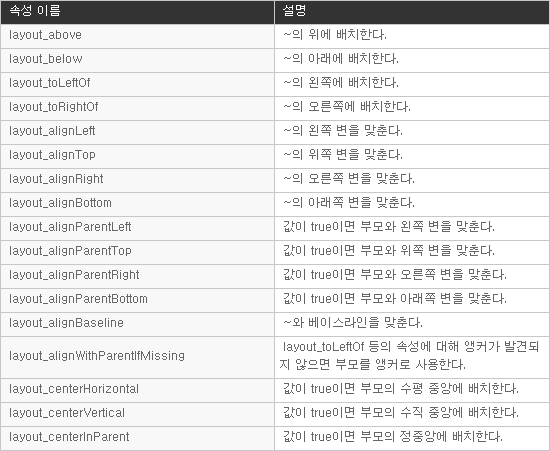 속성 이름 설명
layout_above ~의 위에 배치한다.
layout_below ~의 아래에 배치한다.
layout_toLeftOf ~의 왼쪽에 배치한다.
layout_toRightOf ~의 오른쪽에 배치한다.
layout_alignLeft ~의 왼쪽 변을 맞춘다.
layout_alignTop ~의 위쪽 변을 맞춘다.
layout_alignRight ~의 오른쪽 변을 맞춘다.
layout_alignBottom ~의 아래쪽 변을 맞춘다.
layout_alignParentLeft 값이 true이면 부모와 왼쪽 변을 맞춘다.
layout_alignParentTop 값이 true이면 부모와 위쪽 변을 맞춘다.
layout_alignParentRight 값이 true이면 부모와 오른쪽 변을 맞춘다.
layout_alignParentBottom 값이 true이면 부모와 아래쪽 변을 맞춘다.
layout_alignBaseline ~와 베이스라인을 맞춘다.
layout_alignWithParentIfMissing layout_toLeftOf 등의 속성에 대해 앵커가 발견되
지 않으면 부모를 앵커로 사용한다.
layout_centerHorizontal 값이 true이면 부모의 수평 중앙에 배치한다.
layout_centerVertical 값이 true이면 부모의 수직 중앙에 배치한다.
layout_centerInParent 값이 true이면 부모의 정중앙에 배치한다.